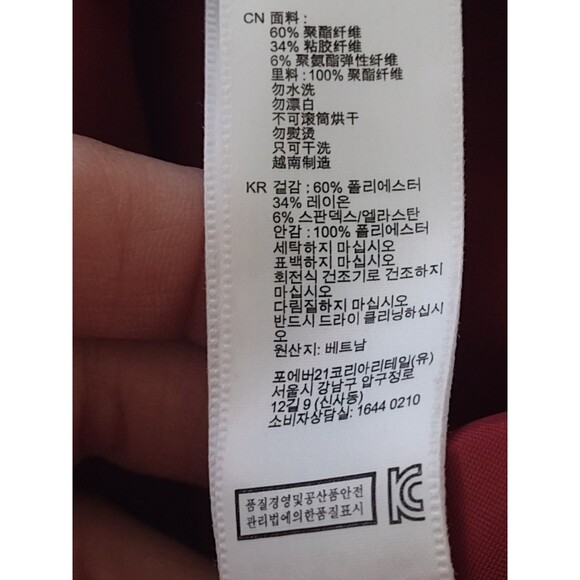 CN 面料 :
60% 聚酯纤维
34% 粘胶纤维
6% 聚氨酯弹性纤维
里料 : 100% 聚酯纤维
勿水洗
勿漂白
不可滚筒烘干
勿熨烫
只可干洗
越南制造
KR 겉감 : 60% 폴리에스터
34% 레이온
6% 스판덱스/엘라스탄
안감 : 100% 폴리에스터
세탁하지 마십시오
표백하지 마십시오
회전식 건조기로 건조하지
마십시오
다림질하지 마십시오
반드시 드라이 클리닝하십시
오
원산지: 베트남
포에버21코리아리테일(유)
서울시 강남구 압구정로
12길 9 (신사동)
소비자상담실: 1644 0210
품질경영및공산품안전
관리법에의한품질표시